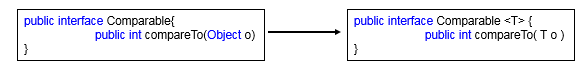 public interface Comparable{
public int compareTo(Object o)
}
public interface Comparable <T> {
public int compareTo( T o )
}